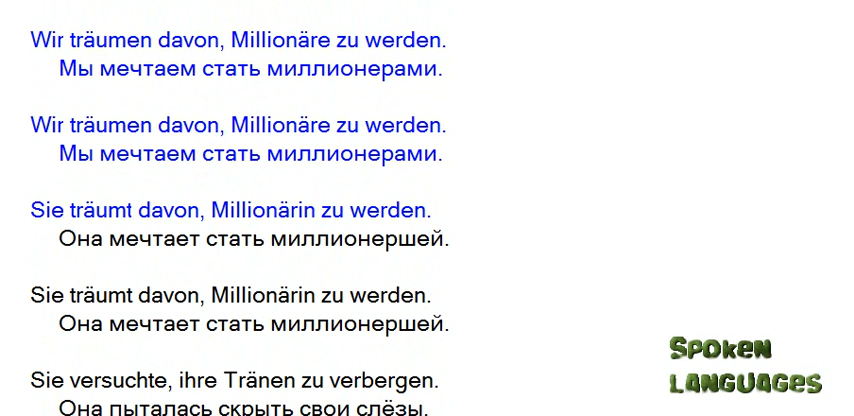 Wir träumen davon, Millionäre zu werden.
Мы мечтаем стать миллионерами.
Wir träumen davon, Millionäre zu werden.
Мы мечтаем стать миллионерами.
Sie träumt davon, Millionärin zu werden.
Она мечтает стать миллионершей.
Sie träumt davon, Millionärin zu werden.
Она мечтает стать миллионершей.
Sie versuchte, ihre Tränen zu verbergen.
Она пыталась скрыть свои слёзы.
Spoken
Languages